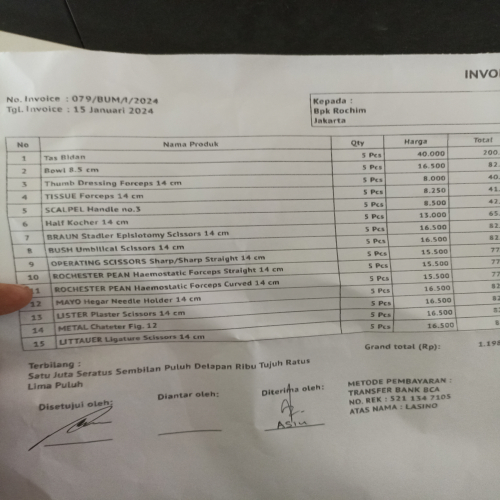 INVO
No. Invoice : 079/BUM/I/2024
Tgl. Invoice : 15 Januari 2024
Kepada :
Bpk Rochim
Jakarta
No Nama Produk Qty Harga Total
1 Tas Bidan 5 Pcs 40.000 200.
2 Bowl 8.5 cm 5 Pcs 16.500 82.
3 Thumb Dressing Forceps 14 cm 5 Pcs 8.000 40.
4 TISSUE Forceps 14 cm 5 Pcs 8.250 41.
5 SCALPEL Handle no.3 5 Pcs 8.500 42.
6 Half Kocher 14 cm 5 Pcs 13.000 65.
7 BRAUN Stadler Episiotomy Scissors 14 cm 5 Pcs 16.500 82.
8 BUSH Umbilical Scissors 14 cm 5 Pcs 16.500 82.
9 OPERATING SCISSORS Sharp/Sharp Straight 14 cm 5 Pcs 15.500 77
10 ROCHESTER PEAN Haemostatic Forceps Straight 14 cm 5 Pcs 15.500 77
11 ROCHESTER PEAN Haemostatic Forceps Curved 14 cm 5 Pcs 15.500 77
12 MAYO Hegar Needle Holder 14 cm 5 Pcs 16.500 82
13 LISTER Plaster Scissors 14 cm 5 Pcs 16.500 82
14 METAL Chateter Fig. 12 5 Pcs 16.500 82
15 LITTAUER Ligature Scissors 14 cm 5 Pcs 16.500
Grand total (Rp): 1.198
Terbilang :
Satu Juta Seratus Sembilan Puluh Delapan Ribu Tujuh Ratus
Lima Puluh
Disetujui oleh:
Diantar oleh:
Diterima oleh:
METODE PEMBAYARAN :
TRANSFER BANK BCA
NO. REK : 521 134 7105
ATAS NAMA : LASINO